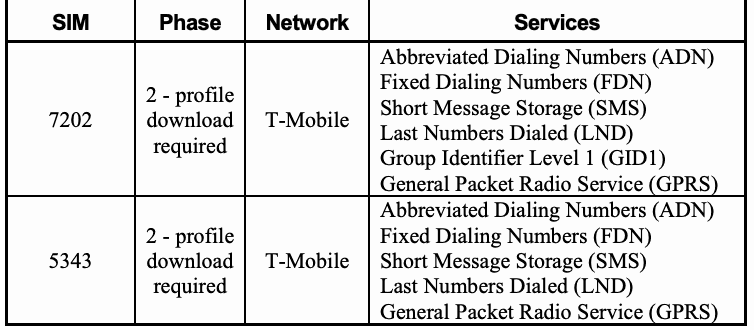 SIM Phase Network Services
7202
2 - profile
download
required
T-Mobile
Abbreviated Dialing Numbers (ADN)
Fixed Dialing Numbers (FDN)
Short Message Storage (SMS)
Last Numbers Dialed (LND)
Group Identifier Level 1 (GID1)
General Packet Radio Service (GPRS)
5343
2 - profile
download
required
T-Mobile
Abbreviated Dialing Numbers (ADN)
Fixed Dialing Numbers (FDN)
Short Message Storage (SMS)
Last Numbers Dialed (LND)
General Packet Radio Service (GPRS)